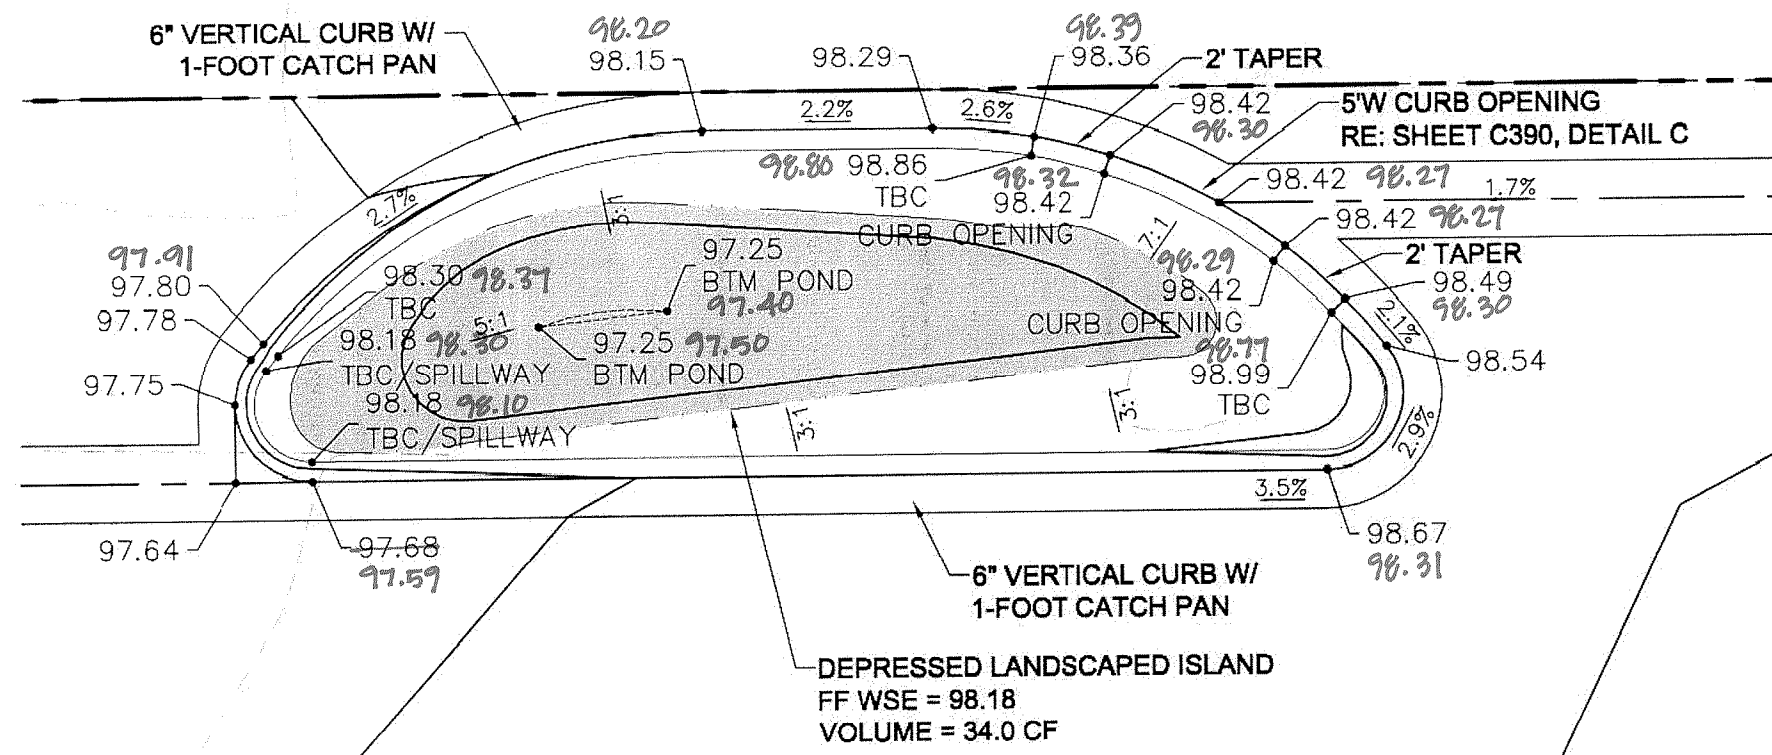 6" VERTICAL CURB W/
1-FOOT CATCH PAN
98.20
98.15
98.29
98.39
98.36
2' TAPER
5'W CURB OPENING
RE: SHEET C390, DETAIL C
2.2%
2.6%
98.42
98.30
98.80 98.86
TBC
98.32
98.42
CURB OPENING
98.42 98.27
1.7%
98.42 98.27
2' TAPER
98.49
98.30
2.7%
3:1
7:1
97.91
97.80
97.78
98.30 98.37
TBC
97.25
BTM POND
97.40
98.29
98.42
CURB OPENING
5:1
98.18 98.30
TBC/SPILLWAY
97.25 97.50
BTM POND
98.77
98.99
TBC
2.1%
98.54
97.75
98.18 98.10
TBC/SPILLWAY
3:1
3:1
2.9%
3.5%
97.64
97.68
97.59
98.67
98.31
6" VERTICAL CURB W/
1-FOOT CATCH PAN
DEPRESSED LANDSCAPED ISLAND
FF WSE = 98.18
VOLUME = 34.0 CF